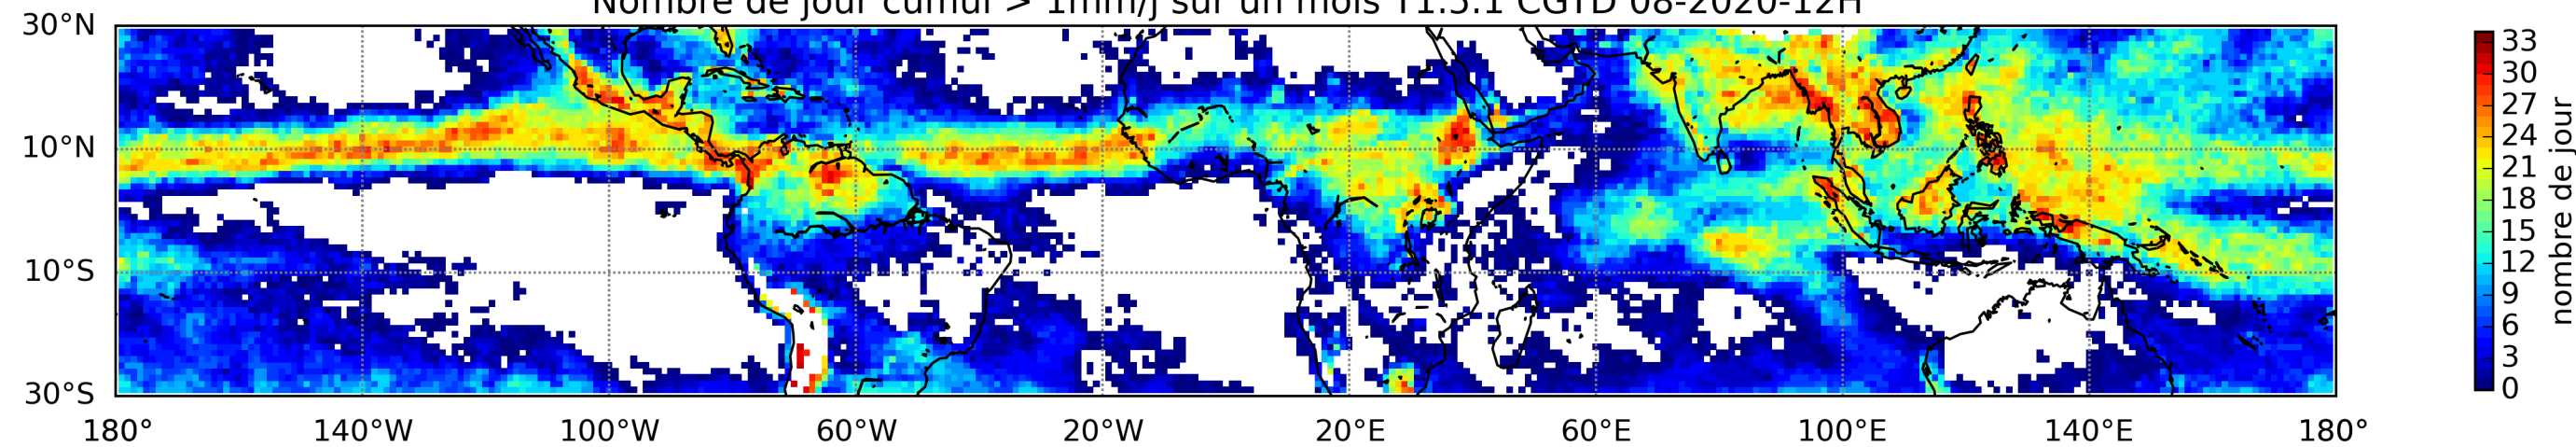 Nombre de jour cumul > 1mm/j sur un mois T1.5.1 CGTD 08-2020-12H
30°N
10°N
10°S
30°S
180° 140°W 100°W 60°W 20°W 20°E 60°E 100°E 140°E 180°
33
30
27
24
21
18
15
12
9
6
3
0
nombre de jour